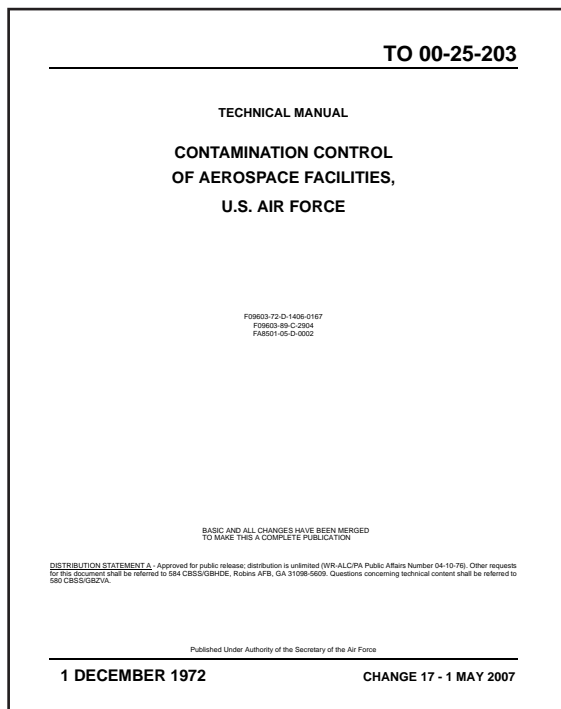 TO 00-25-203
TECHNICAL MANUAL
CONTAMINATION CONTROL
OF AEROSPACE FACILITIES,
U.S. AIR FORCE
F09603-72-D-1406-0167
F09603-89-C-2904
FA8501-05-D-0002
BASIC AND ALL CHANGES HAVE BEEN MERGED
TO MAKE THIS A COMPLETE PUBLICATION
DISTRIBUTION STATEMENT A - Approved for public release; distribution is unlimited (WR-ALC/PA Public Affairs Number 04-10-76). Other requests
for this document shall be referred to 584 CBSS/GBHDE, Robins AFB, GA 31098-5609. Questions concerning technical content shall be referred to
580 CBSS/GBZVA.
Published Under Authority of the Secretary of the Air Force
1 DECEMBER 1972
CHANGE 17 - 1 MAY 2007